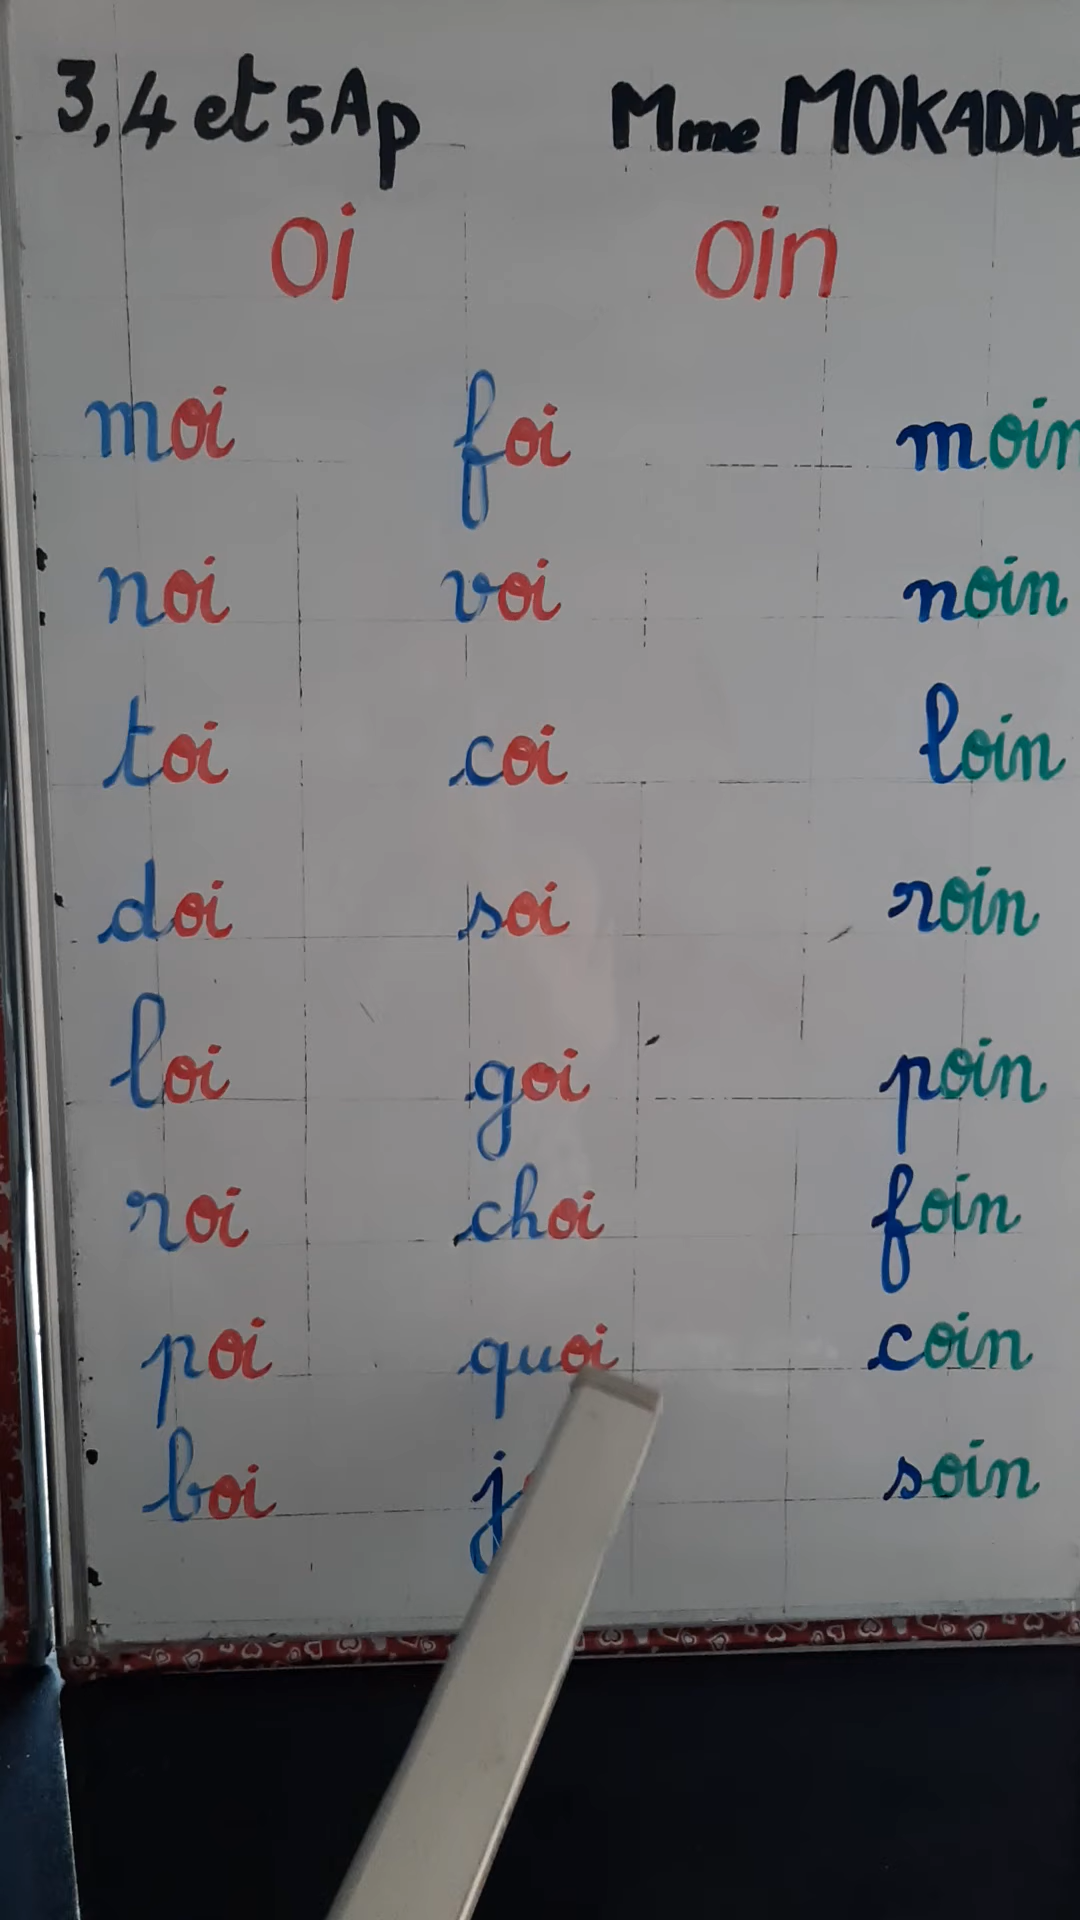 3,4 et 5Ap Mme MOKADDE
oi oin
moi foi moin
noi voi noin
toi coi loin
doi soi roin
loi goi poin
roi choi foin
poi quoi coin
boi j soin